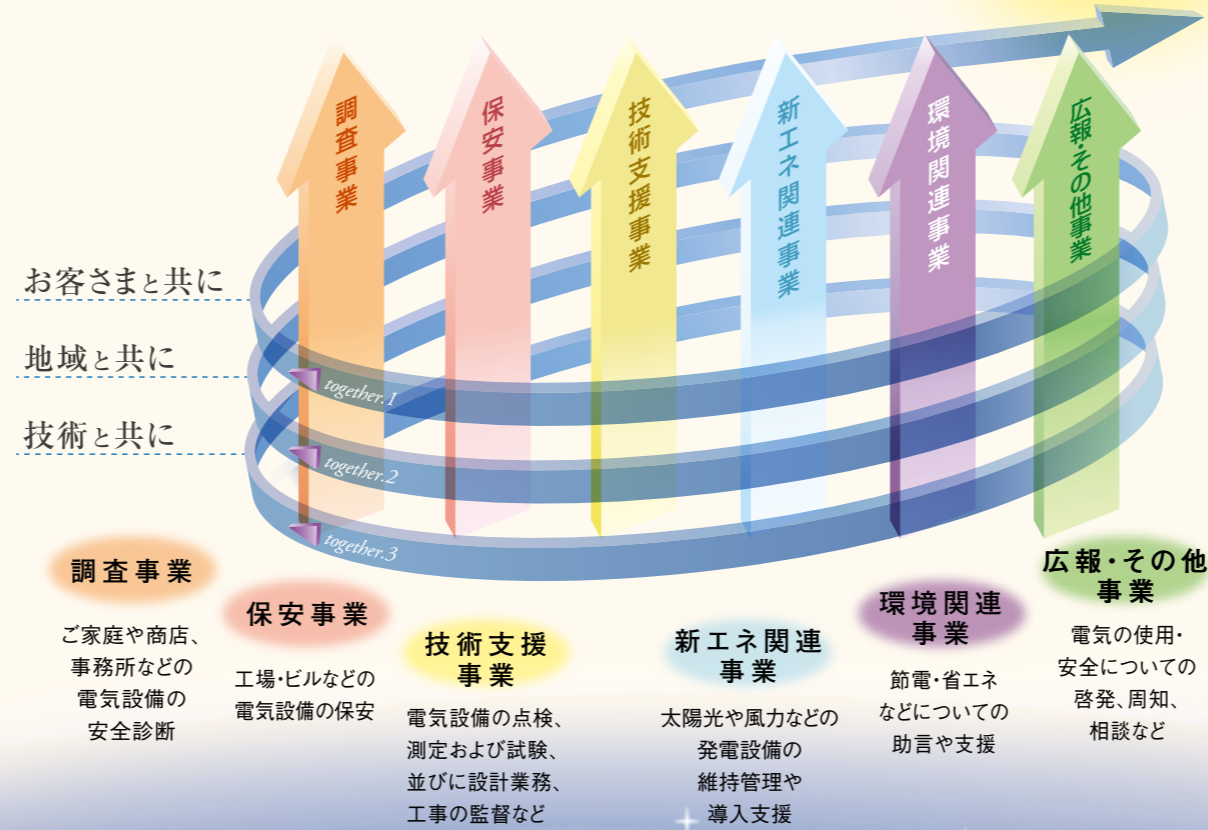 調査事業
保安事業
技術支援事業
新エネ関連事業
環境関連事業
広報・その他事業
お客さまと共に
地域と共に
技術と共に
together.1
together.2
together.3
調査事業
ご家庭や商店、
事務所などの
電気設備の
安全診断
保安事業
工場・ビルなどの
電気設備の保安
技術支援
事業
電気設備の点検、
測定および試験、
並びに設計業務、
工事の監督など
新エネ関連
事業
太陽光や風力などの
発電設備の
維持管理や
導入支援
環境関連
事業
節電・省エネ
などについての
助言や支援
広報・その他
事業
電気の使用・
安全についての
啓発、周知、
相談など